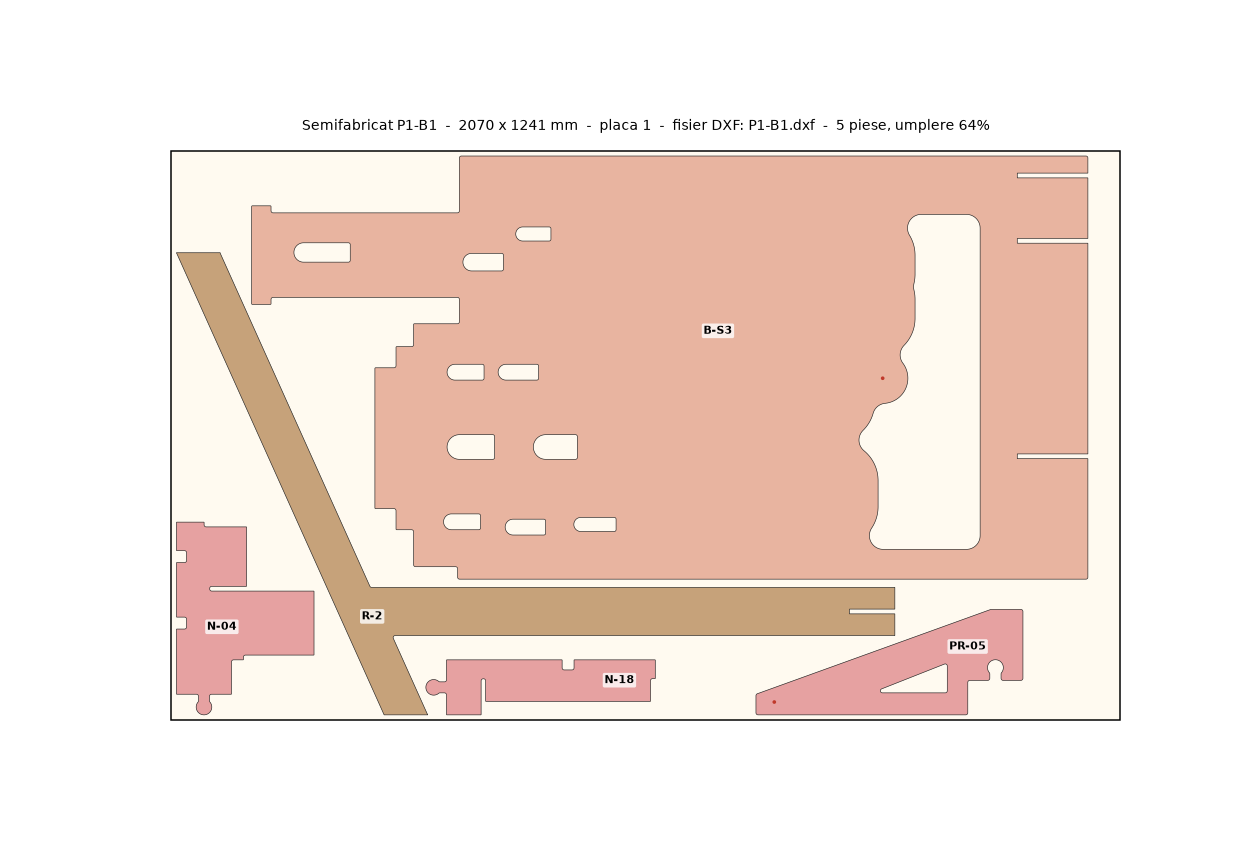 Semifabricat P1-B1 - 2070 x 1241 mm - placa 1 - fisier DXF: P1-B1.dxf - 5 piese, umplere 64%
B-S3
R-2
N-04
PR-05
N-18